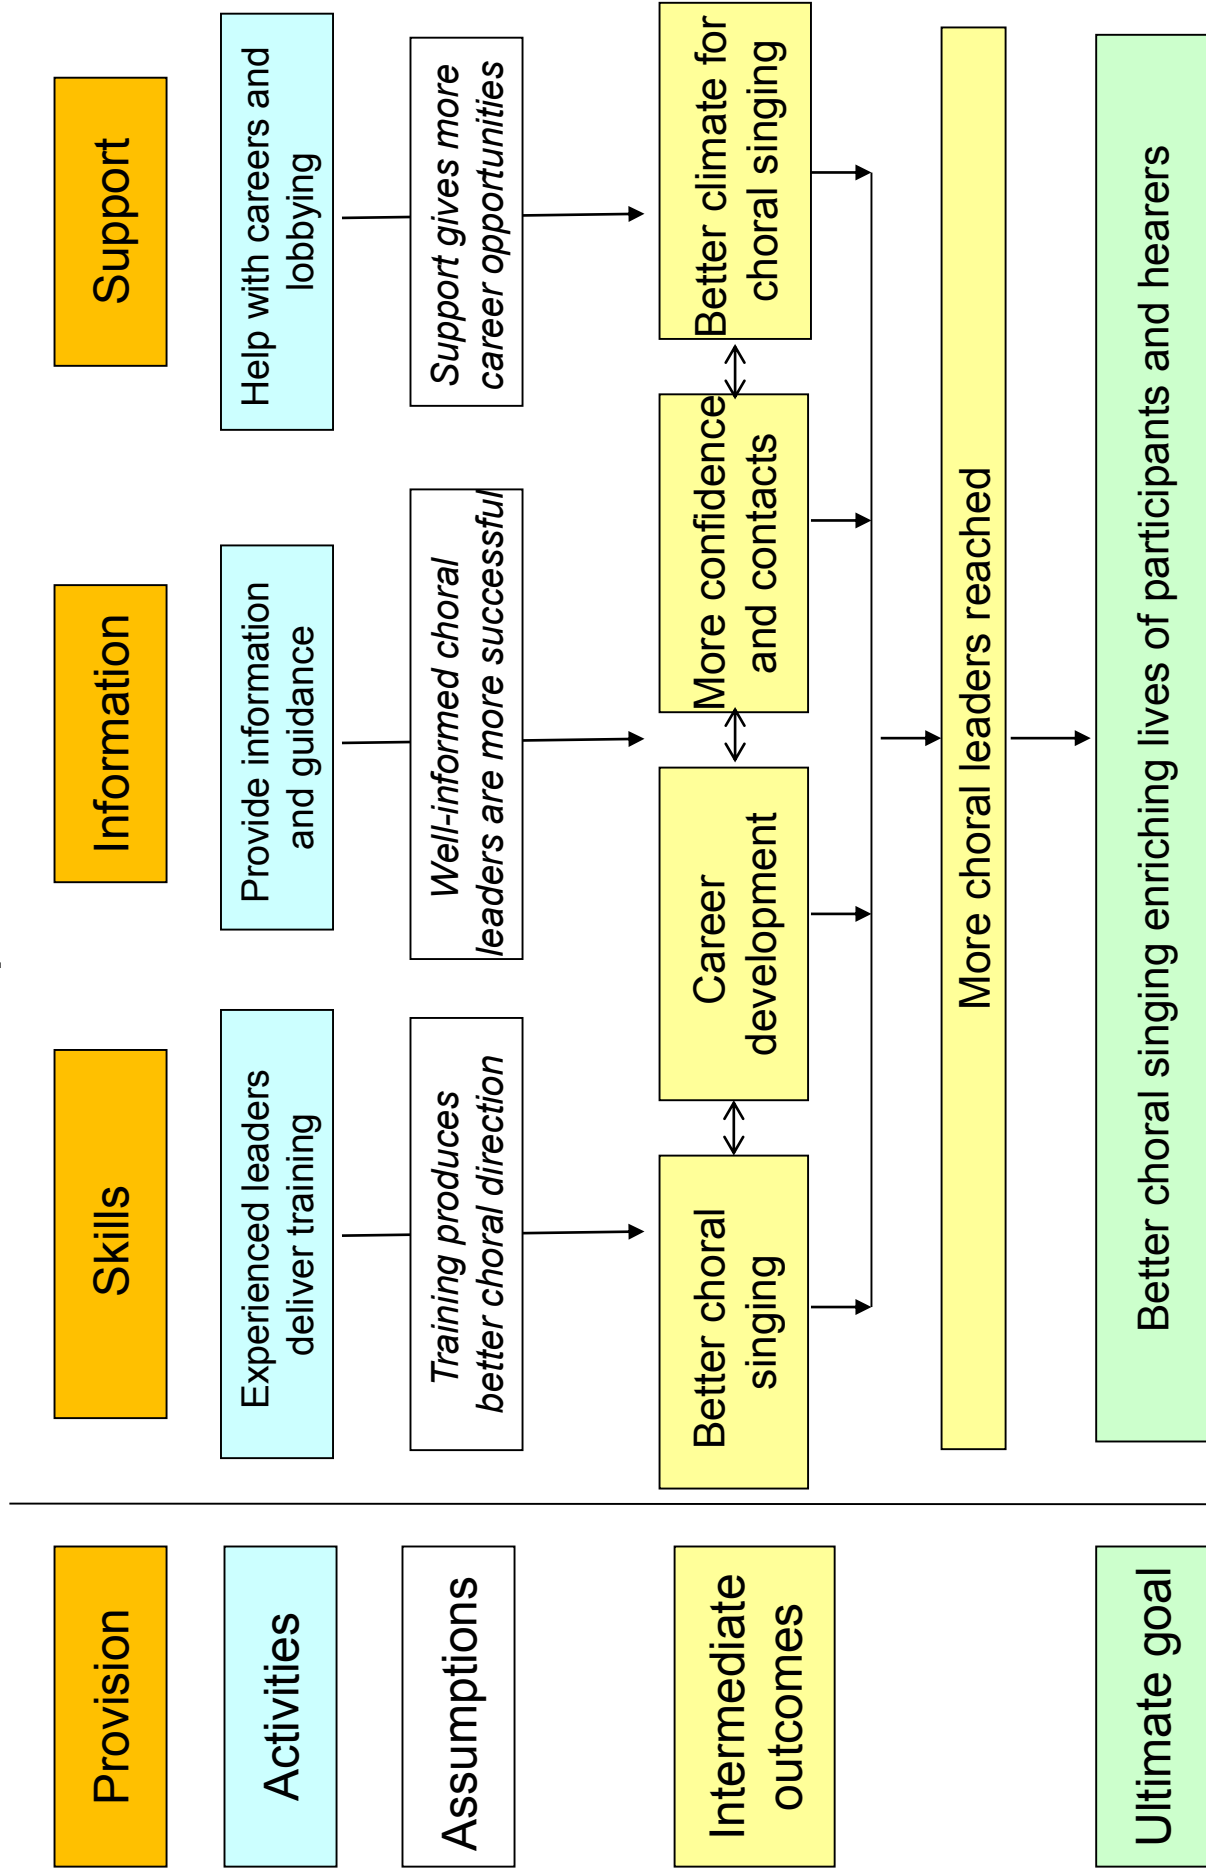 Provision
Skills
Information
Support
Activities
Experienced leaders
deliver training
Provide information
and guidance
Help with careers and
lobbying
Assumptions
Training produces
better choral direction
Well-informed choral
leaders are more successful
Support gives more
career opportunities
Intermediate
outcomes
Better choral
singing
Career
development
More confidence
and contacts
Better climate for
choral singing
More choral leaders reached
Ultimate goal
Better choral singing enriching lives of participants and hearers